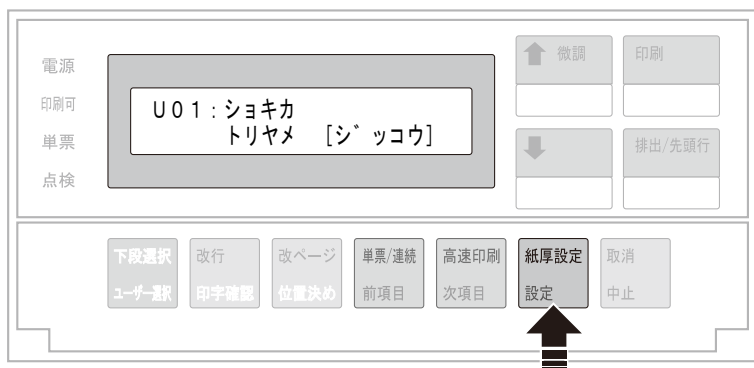 電源
印刷可
単票
点検
U01:ショキカ
トリヤメ [シ゛ッコウ]
微調
印刷
排出/先頭行
下段選択
改行
改ページ
単票/連続
高速印刷
紙厚設定
取消
ユーザー選択
印字確認
位置決め
前項目
次項目
設定
中止